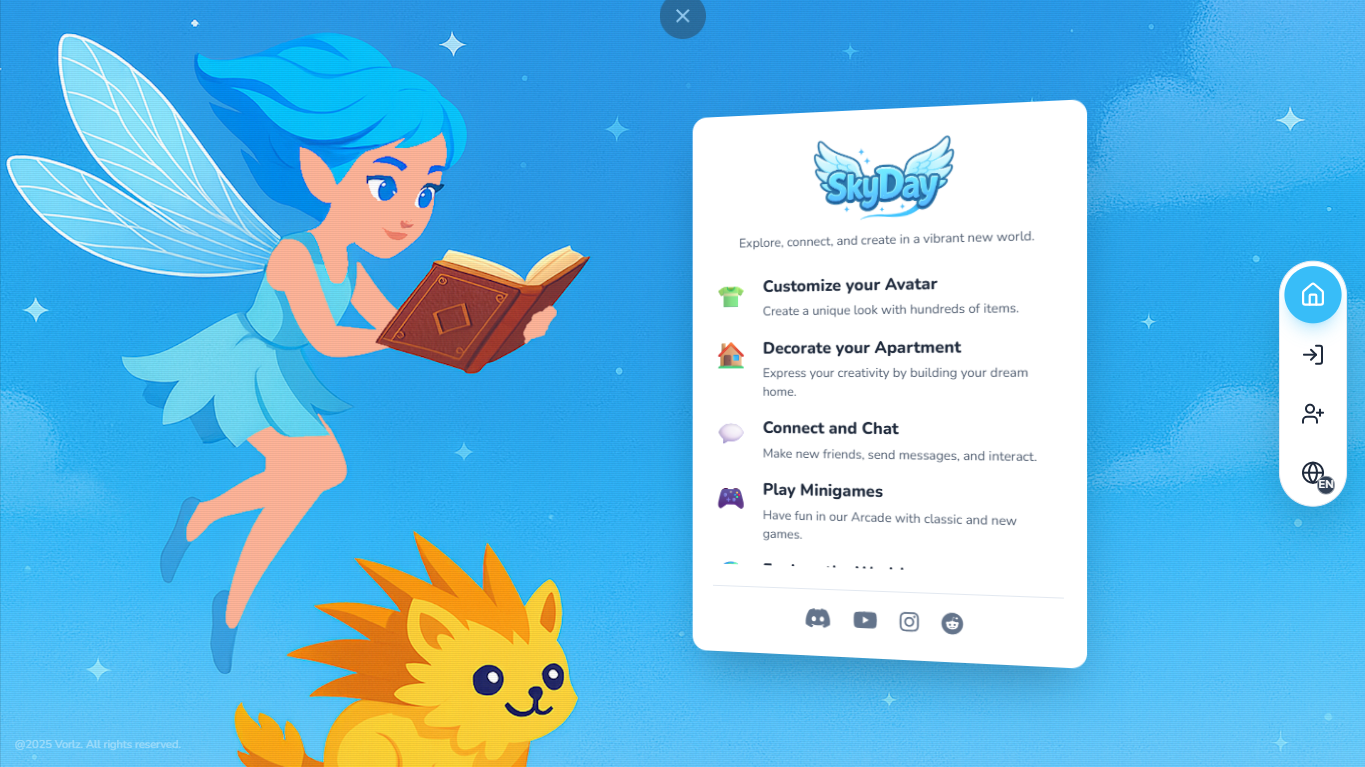 SkyDay
Explore, connect, and create in a vibrant new world.
Customize your Avatar
Create a unique look with hundreds of items.
Decorate your Apartment
Express your creativity by building your dream
home.
Connect and Chat
Make new friends, send messages, and interact.
Play Minigames
Have fun in our Arcade with classic and new
games.
EN
@2025 Vorlz. All rights reserved.